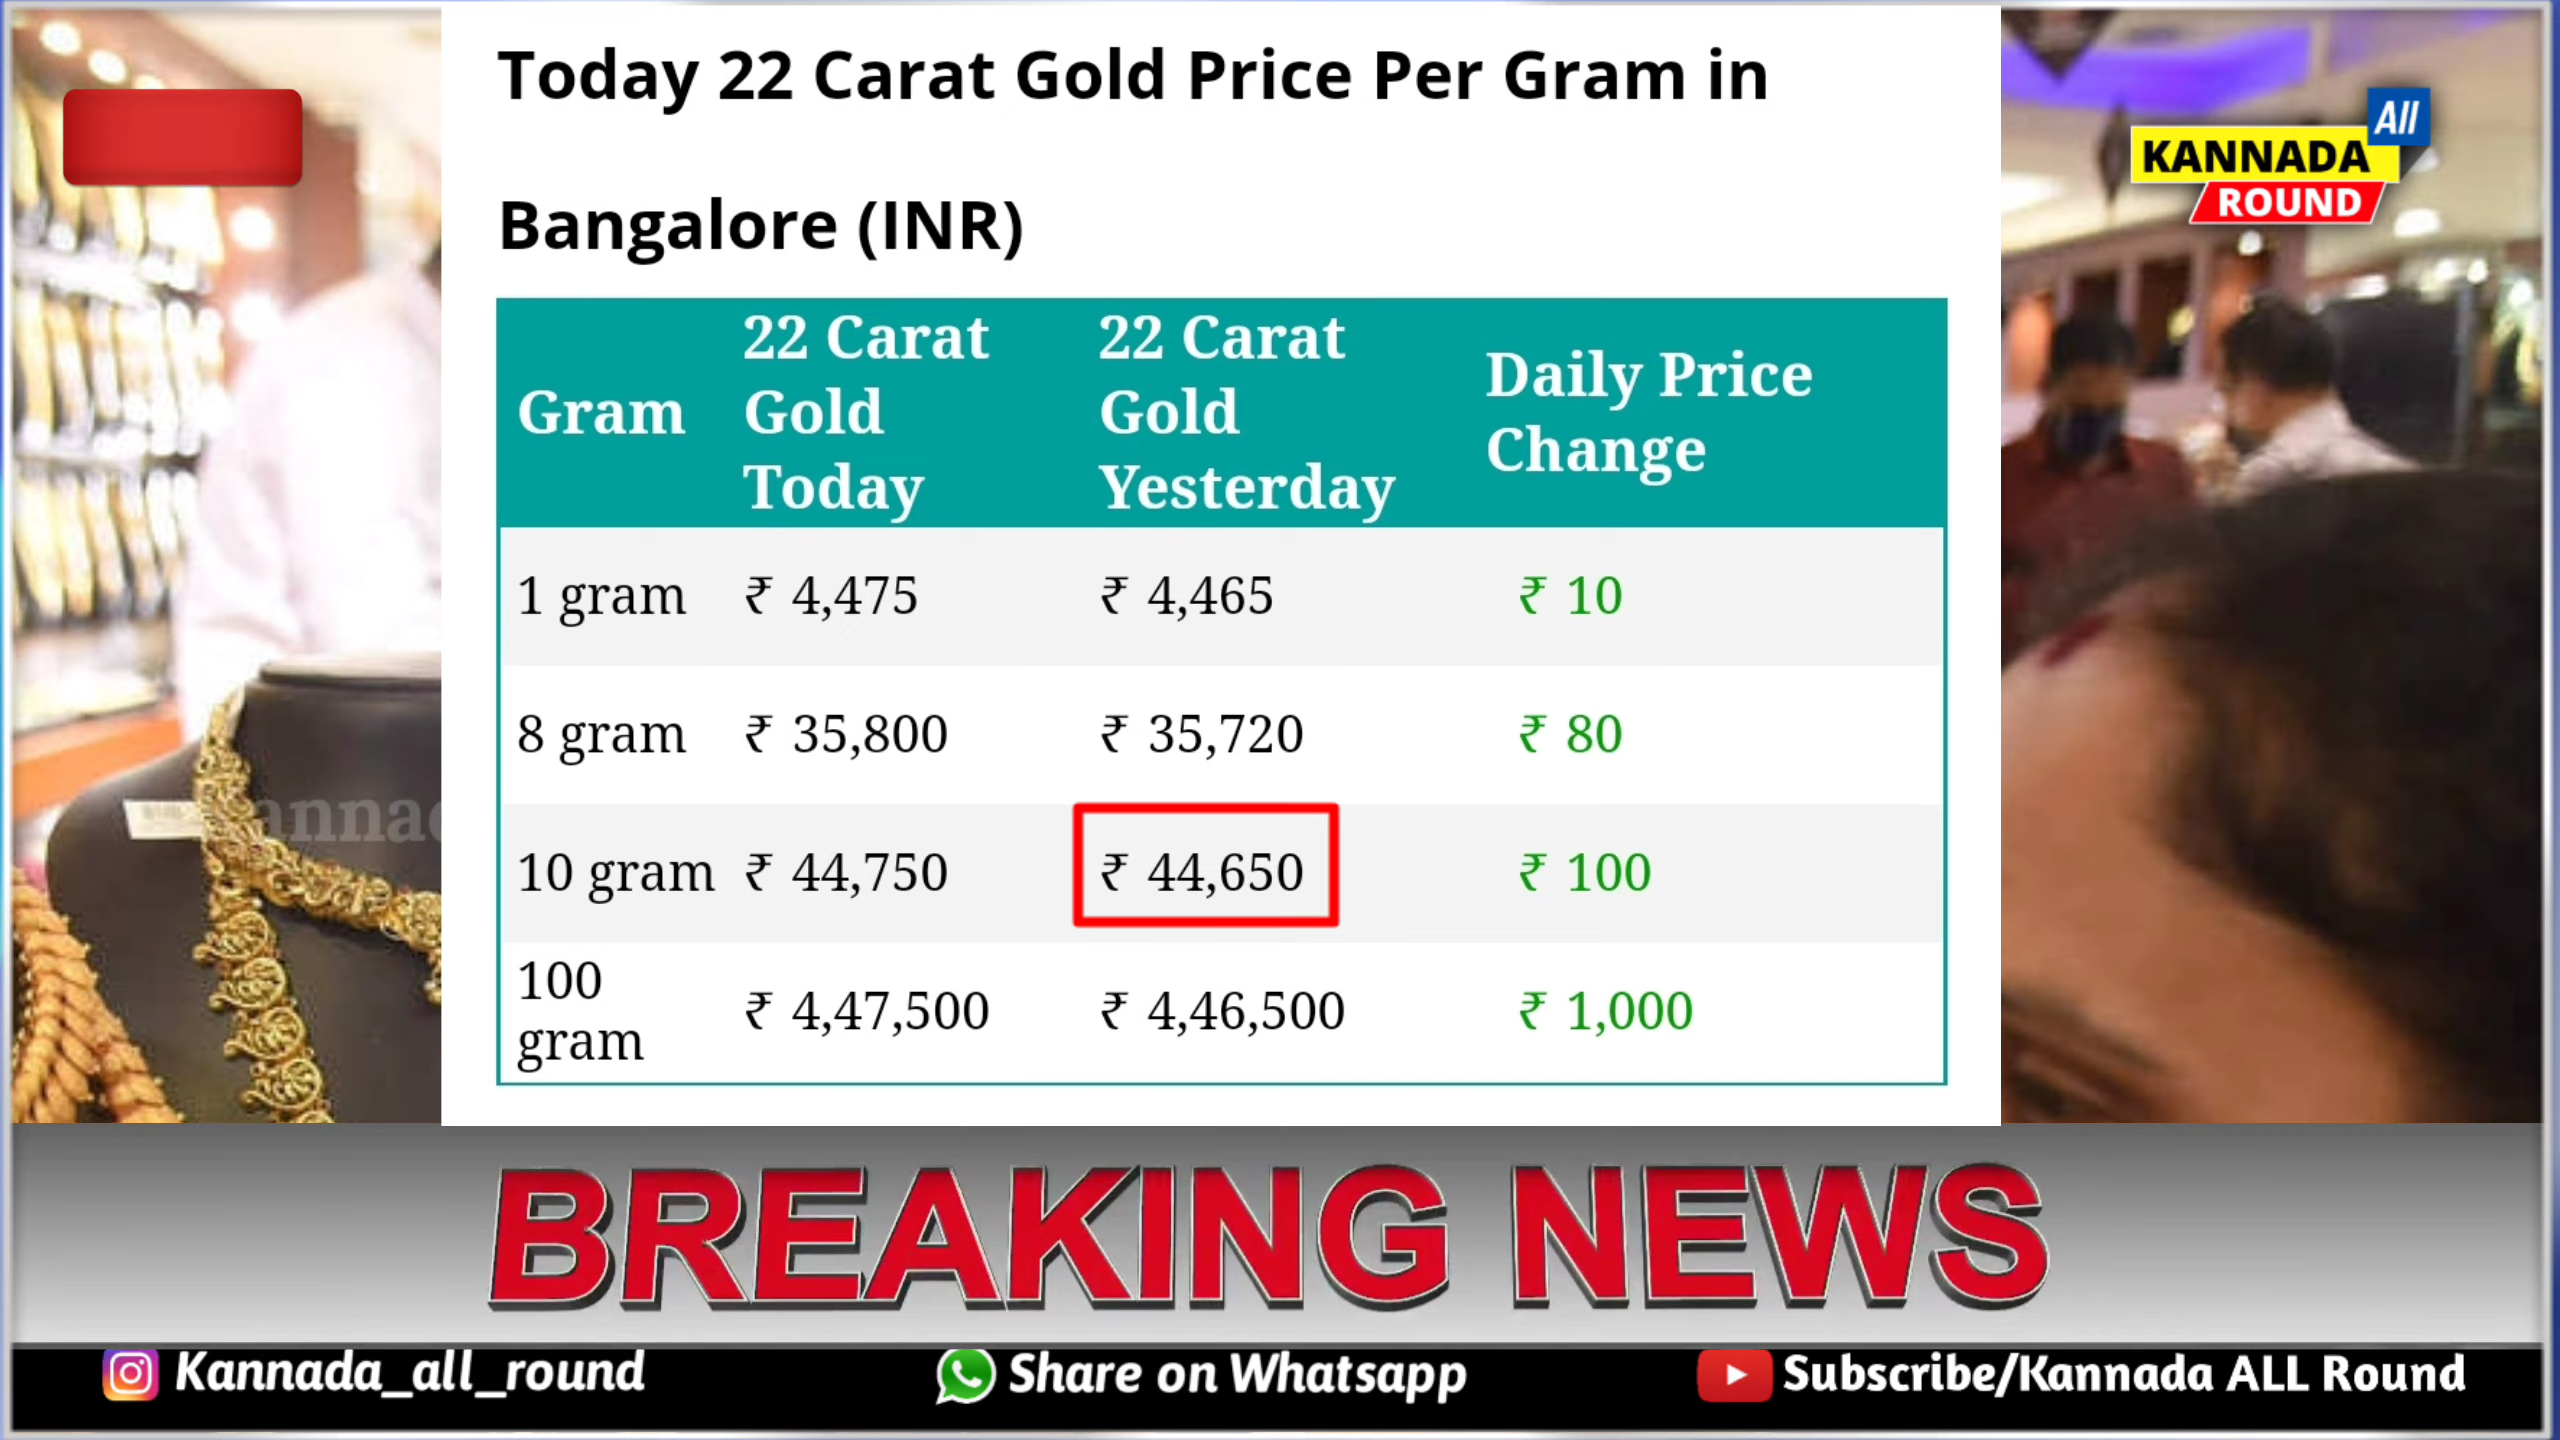 Today 22 Carat Gold Price Per Gram in
Bangalore (INR)
All
KANNADA
ROUND
Gram 22 Carat Gold Today 22 Carat Gold Yesterday Daily Price Change
1 gram ₹ 4,475 ₹ 4,465 ₹ 10
8 gram ₹ 35,800 ₹ 35,720 ₹ 80
10 gram ₹ 44,750 ₹ 44,650 ₹ 100
100 gram ₹ 4,47,500 ₹ 4,46,500 ₹ 1,000
BREAKING NEWS
Kannada_all_round Share on Whatsapp Subscribe/Kannada ALL Round